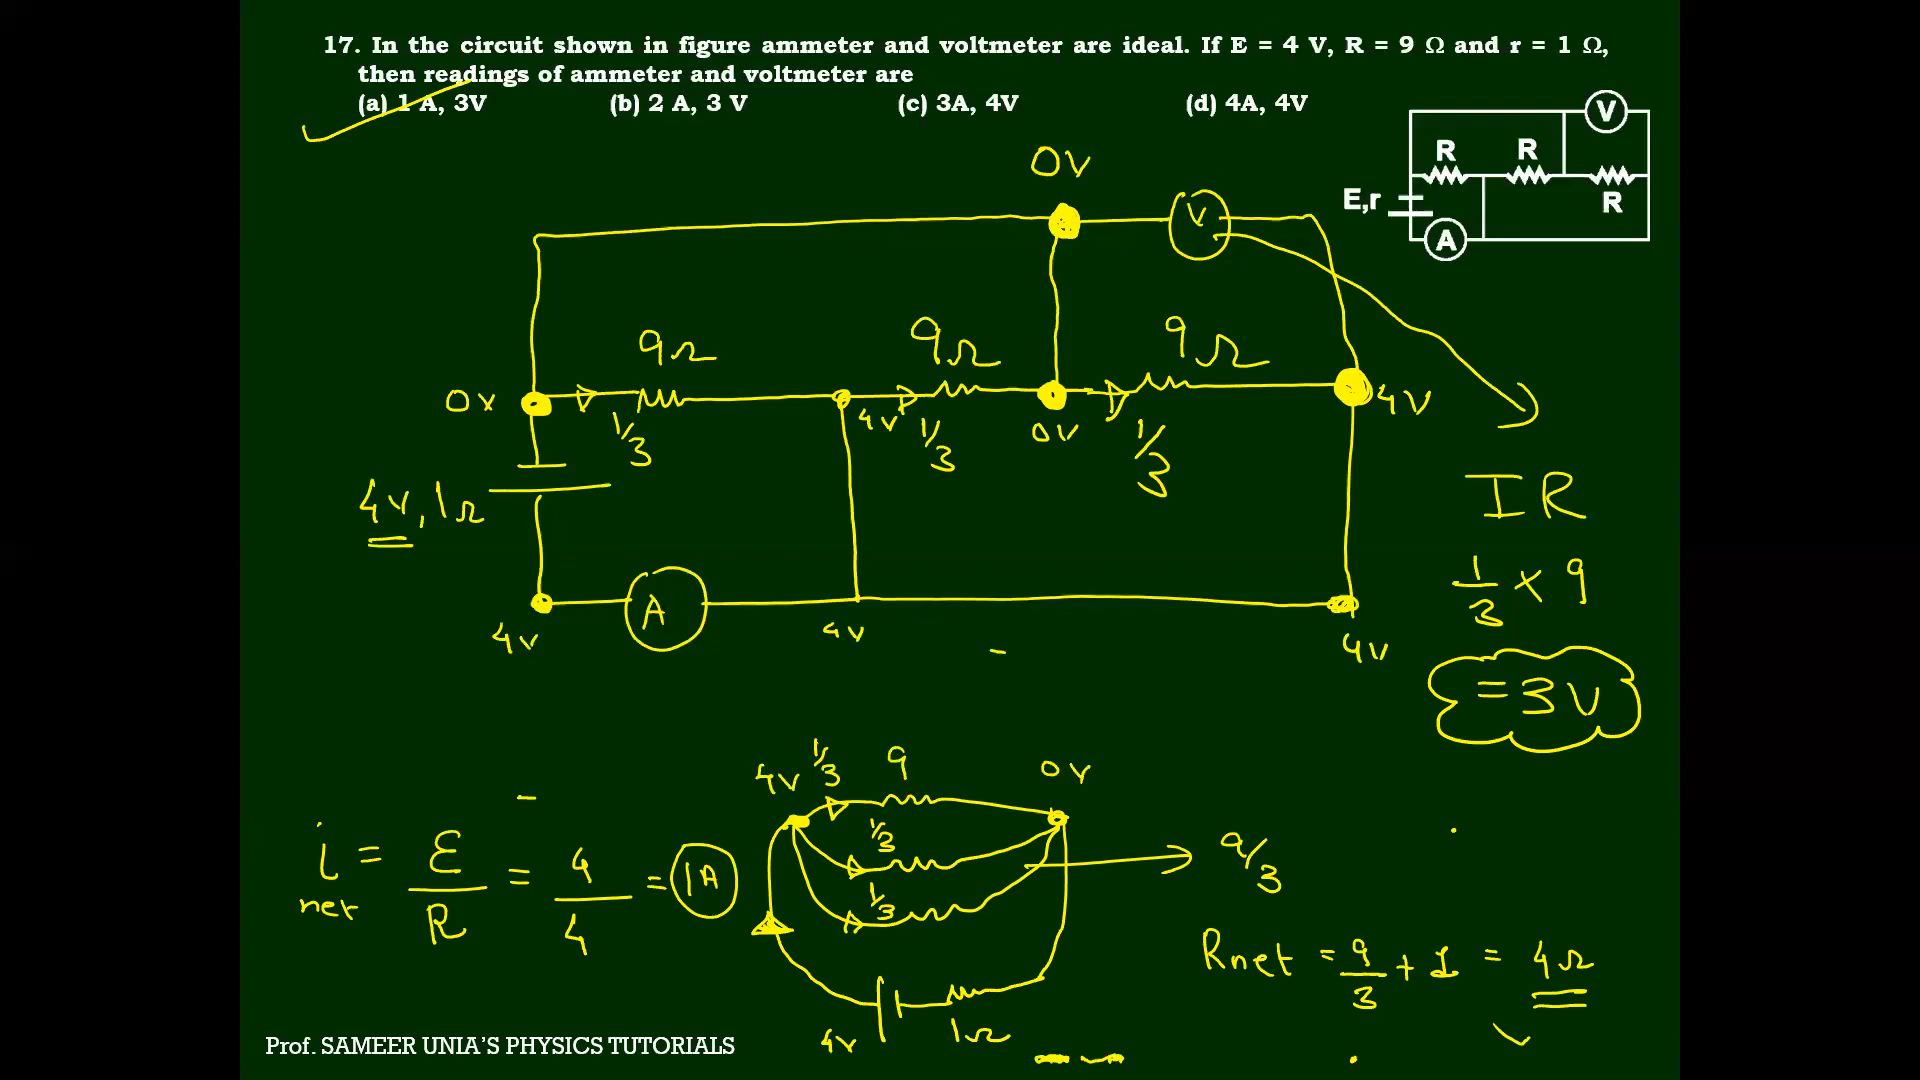 17. In the circuit shown in figure ammeter and voltmeter are ideal. If E = 4 V, R = 9 Ω and r = 1 Ω,
then readings of ammeter and voltmeter are
(a) 1 A, 3V (b) 2 A, 3 V (c) 3A, 4V (d) 4A, 4V
V
R R
E,r R
A
0V
V
9Ω 9Ω 9Ω
0V 4V 0V 4V
1/3 1/3 1/3
4V, 1Ω
IR
1/3 × 9
A
4V 4V 4V
= 3V
4V 1/3 9 0V
1/3
i net = ε/R = 4/4 = 1A
9/3
1/3
Rnet = 9/3 + 1 = 4Ω
4V 1Ω
Prof. SAMEER UNIA'S PHYSICS TUTORIALS